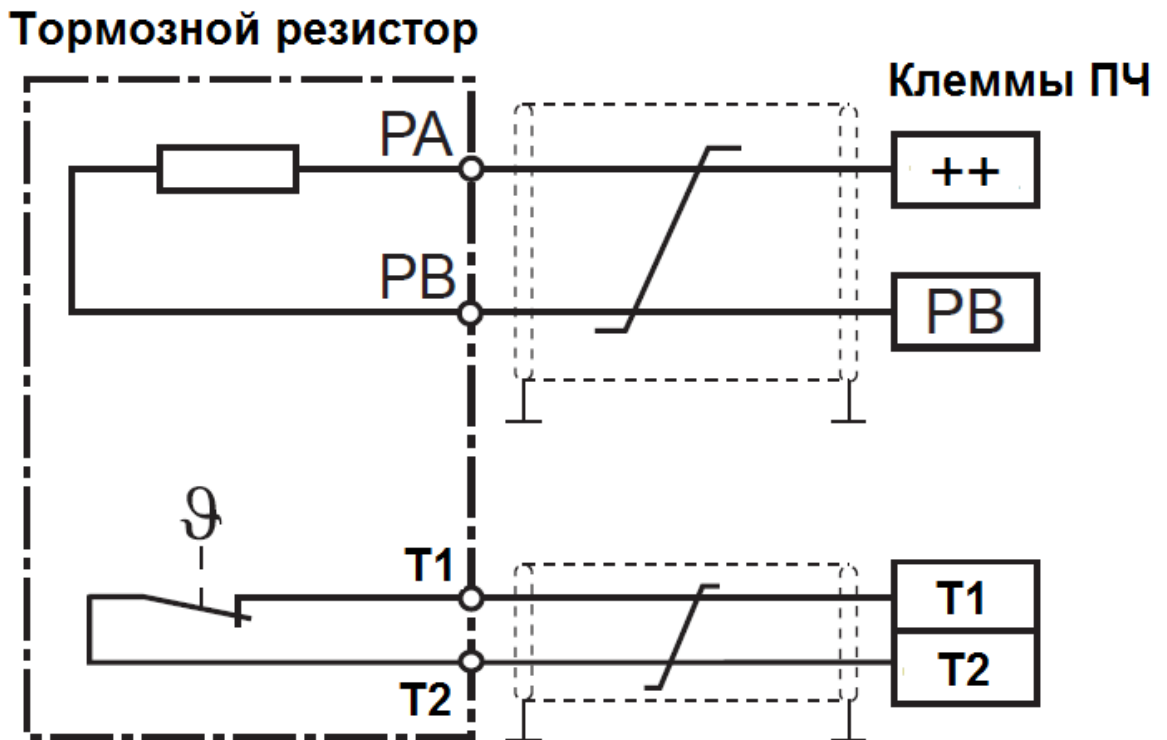 Тормозной резистор
Клеммы ПЧ
PA
++
PB
PB
ϑ
T1
T1
T2
T2